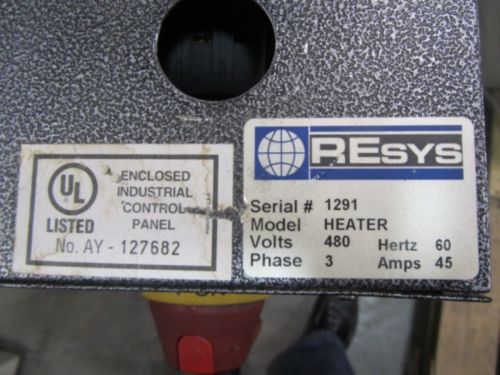 UL
LISTED
ENCLOSED
INDUSTRIAL
CONTROL
PANEL
No. AY - 127682
RESYS
Serial # 1291
Model HEATER
Volts 480 Hertz 60
Phase 3 Amps 45